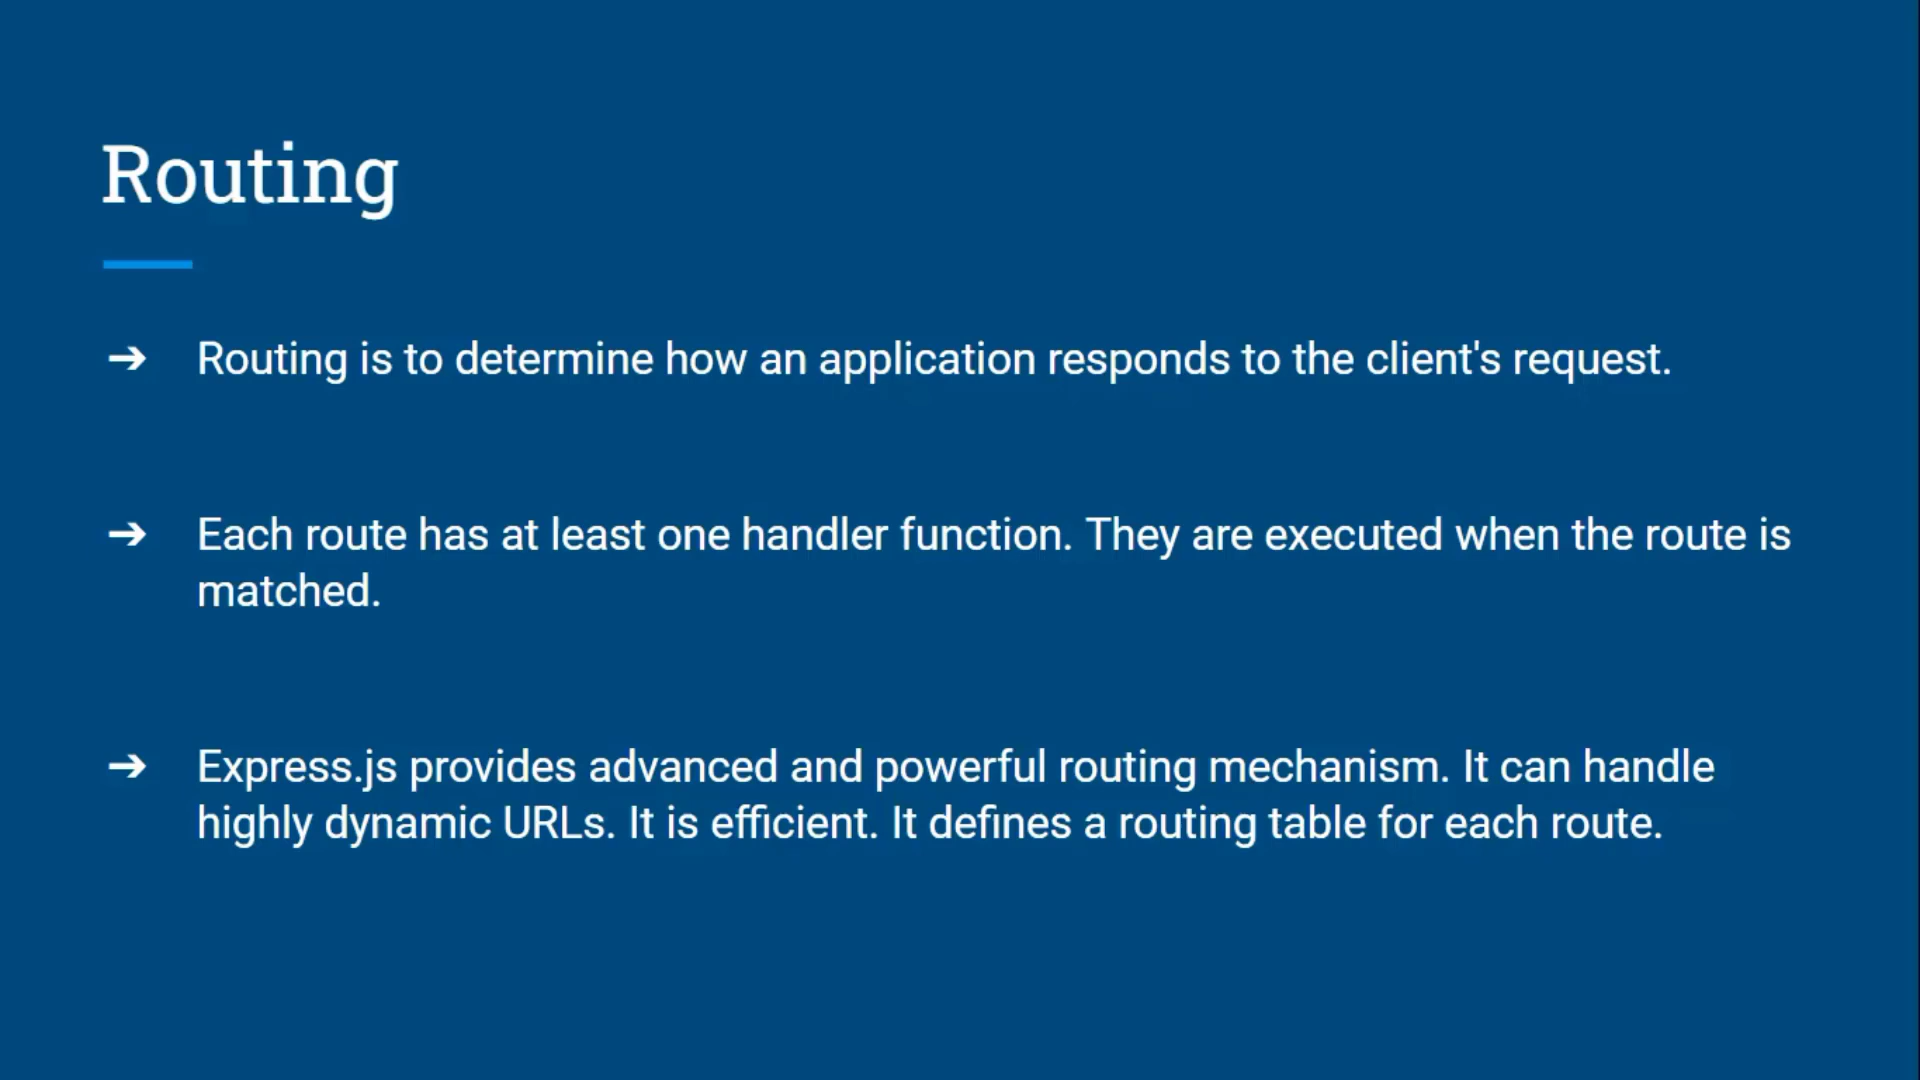 Routing
➔ Routing is to determine how an application responds to the client's request.
➔ Each route has at least one handler function. They are executed when the route is
matched.
➔ Express.js provides advanced and powerful routing mechanism. It can handle
highly dynamic URLs. It is efficient. It defines a routing table for each route.